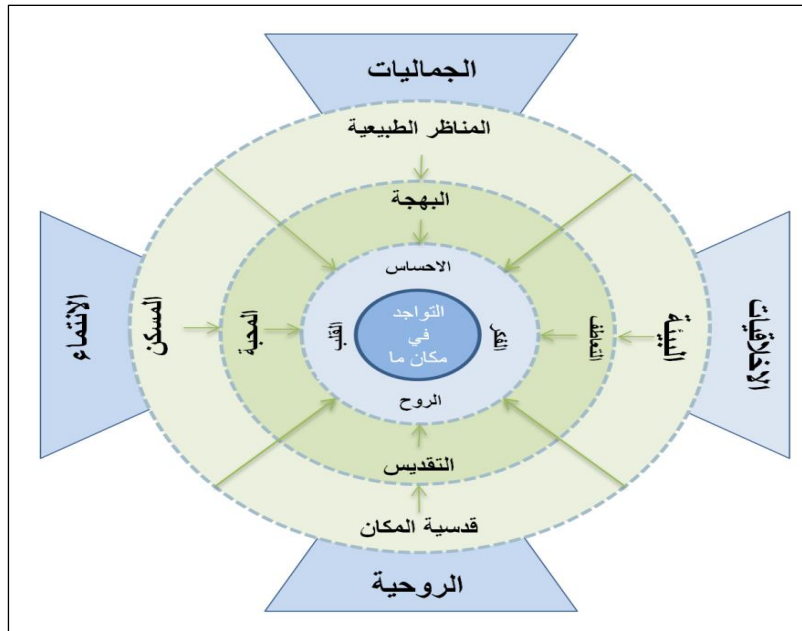 الجماليات
المناظر الطبيعية
البهجة
الاحساس
التواجد
في
مكان ما
الفكر
التعاطف
البيئة
الاخلاقيات
القلب
المحبة
المسكن
الانتماء
الروح
التقديس
قدسية المكان
الروحية